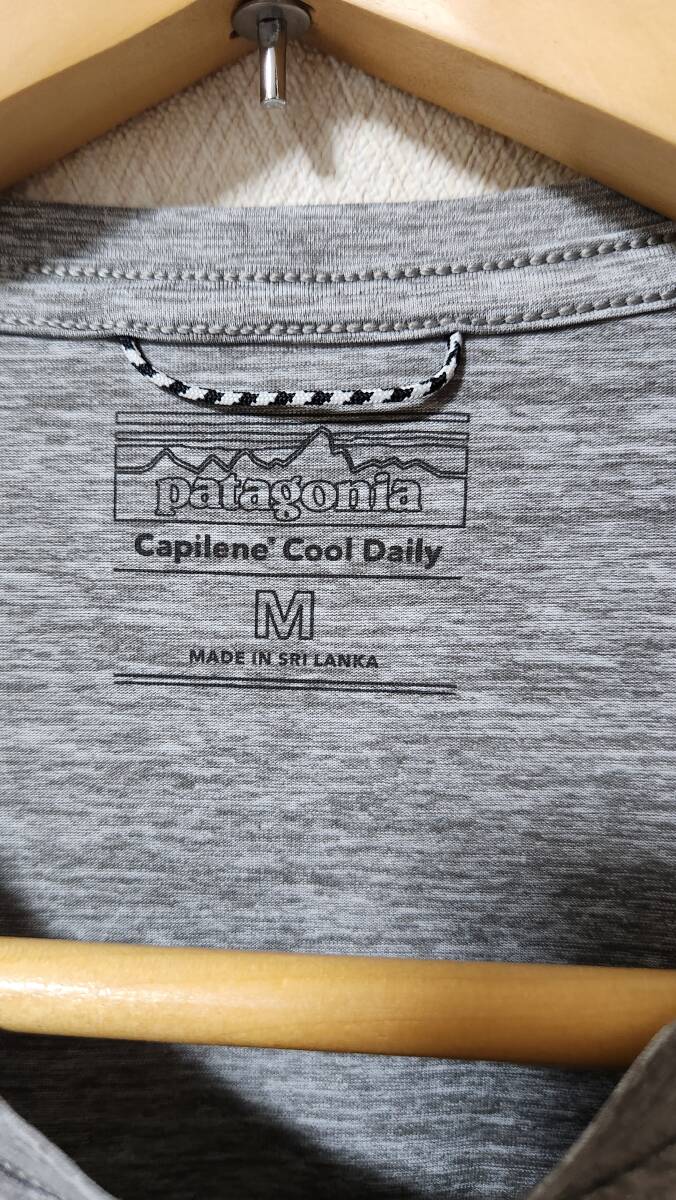 patagonia
Capilene® Cool Daily
M
MADE IN SRI LANKA